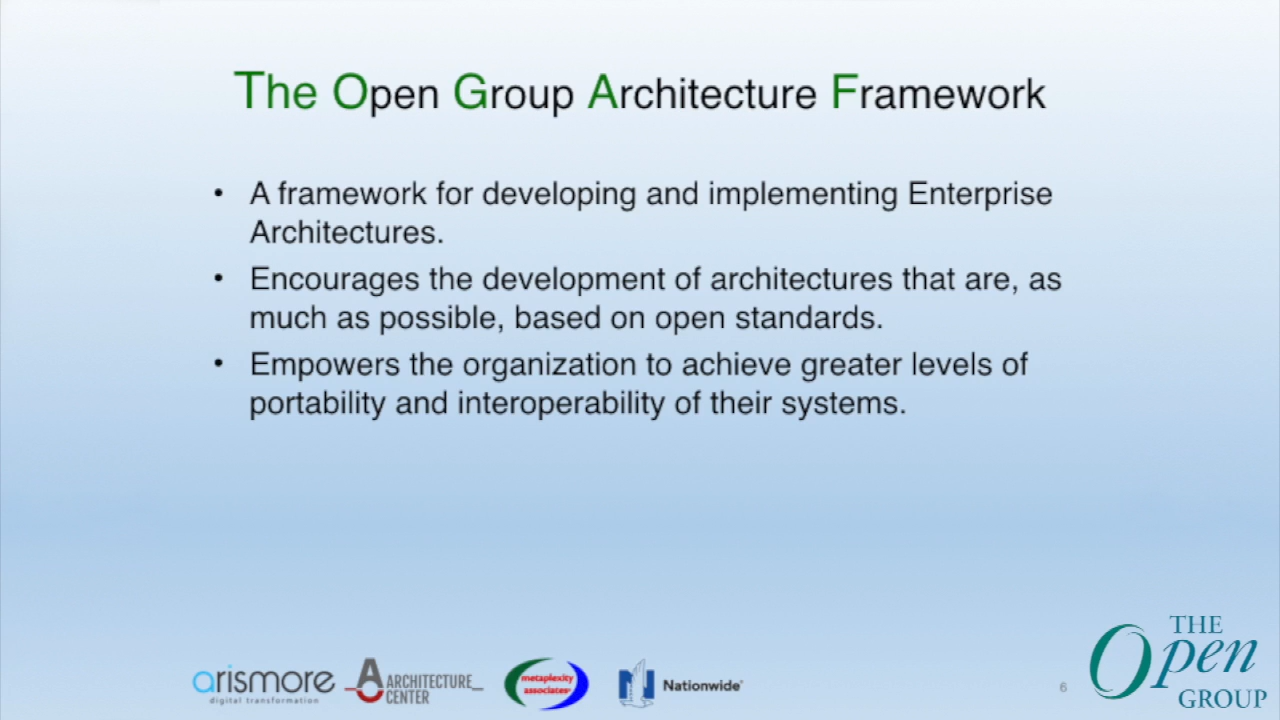 The Open Group Architecture Framework
• A framework for developing and implementing Enterprise
Architectures.
• Encourages the development of architectures that are, as
much as possible, based on open standards.
• Empowers the organization to achieve greater levels of
portability and interoperability of their systems.
arismore
digital transformation
ARCHITECTURE
CENTER
metaplexity
associates
Nationwide
6
THE
Open
GROUP